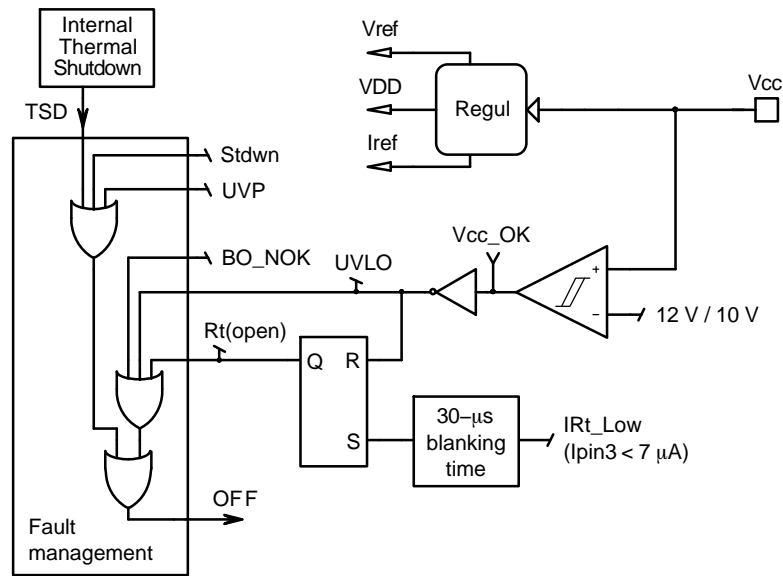 Internal
Thermal
Shutdown
TSD
Vref
VDD
Iref
Regul
Vcc
Stdwn
UVP
BO_NOK
UVLO
Vcc_OK
+
−
12 V / 10 V
Rt(open)
Q
R
S
30−μs
blanking
time
IRt_Low
(Ipin3 < 7 μA)
OFF
Fault
management